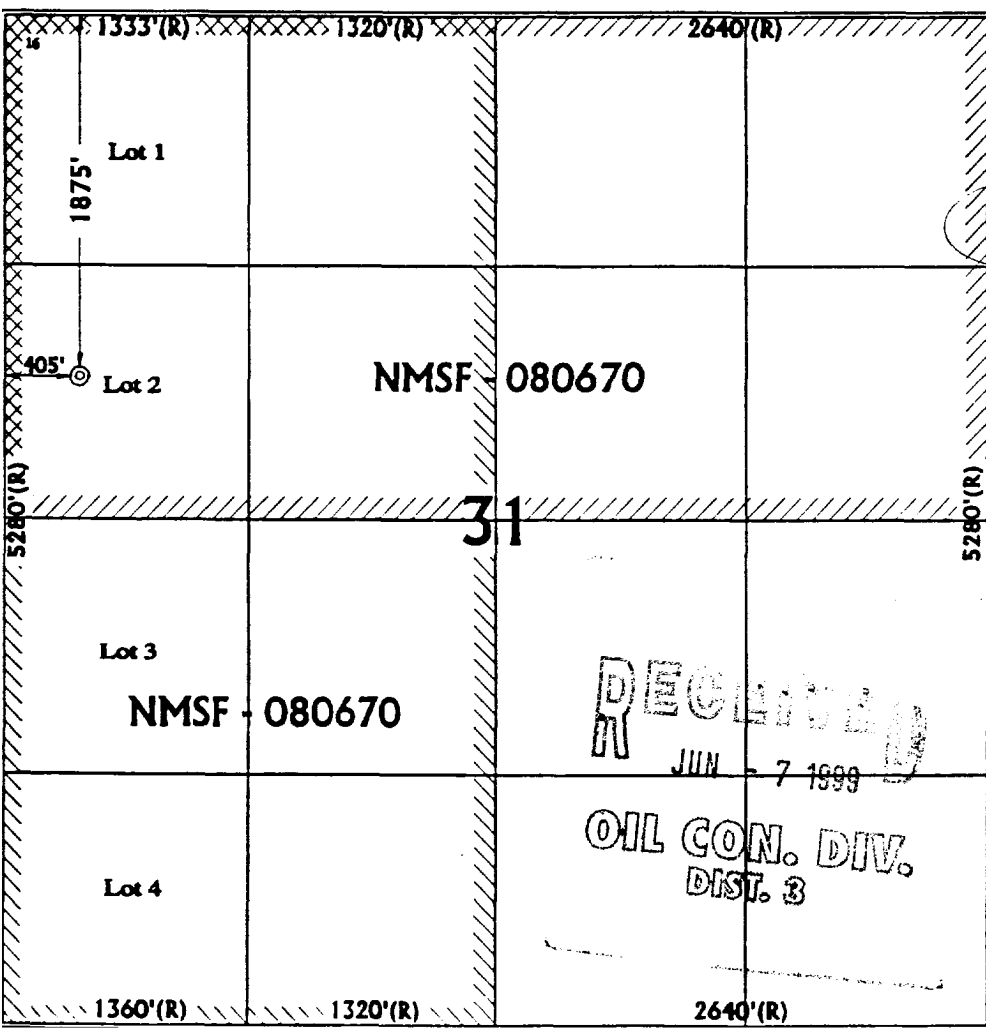 1333'(R) 1320'(R) 2640'(R)
16
Lot 1
1875'
405'
Lot 2
NMSF - 080670
5280'(R)
31
5280'(R)
Lot 3
NMSF - 080670
RECEIVED
JUN - 7 1999
OIL CON. DIV.
DIST. 3
Lot 4
1360'(R) 1320'(R) 2640'(R)